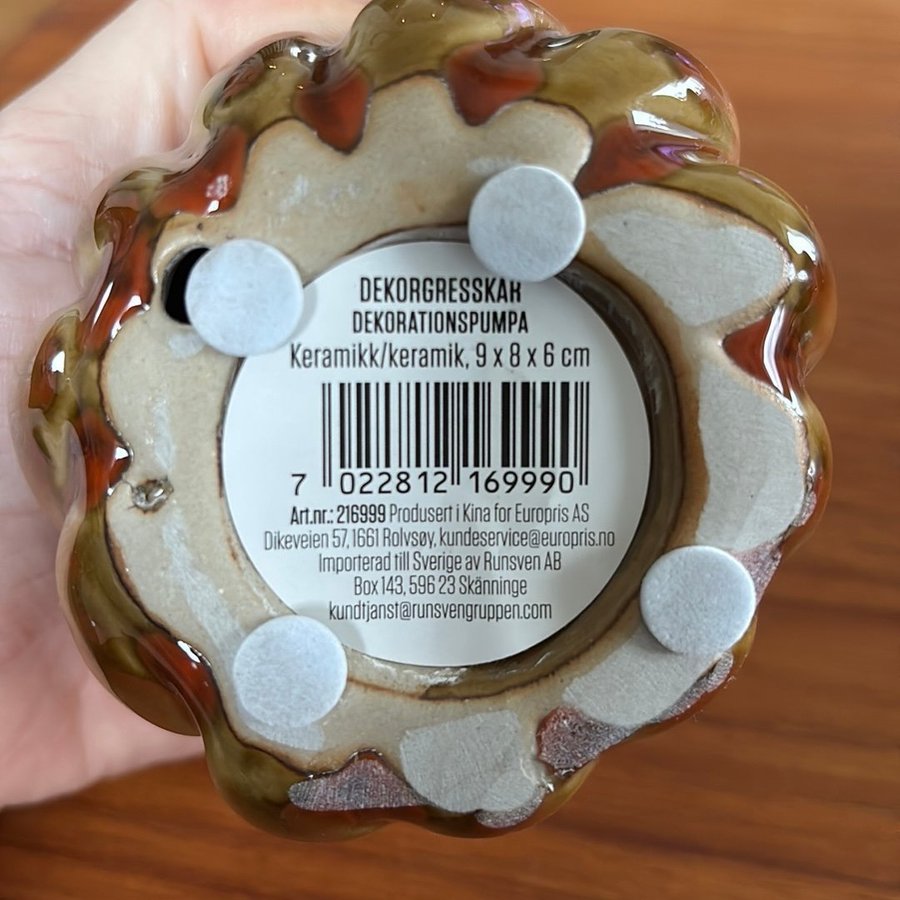 DEKORGRESSKAR
DEKORATIONSPUMPA
Keramikk/keramik, 9 x 8 x 6 cm
7 022812 169990
Art.nr.: 216999 Produsert i Kina for Europris AS
Dikeveien 57, 1661 Rolvsøy, kundeservice@europris.no
Importerad till Sverige av Runsven AB
Box 143, 596 23 Skänninge
kundtjanst@runsvengruppen.com